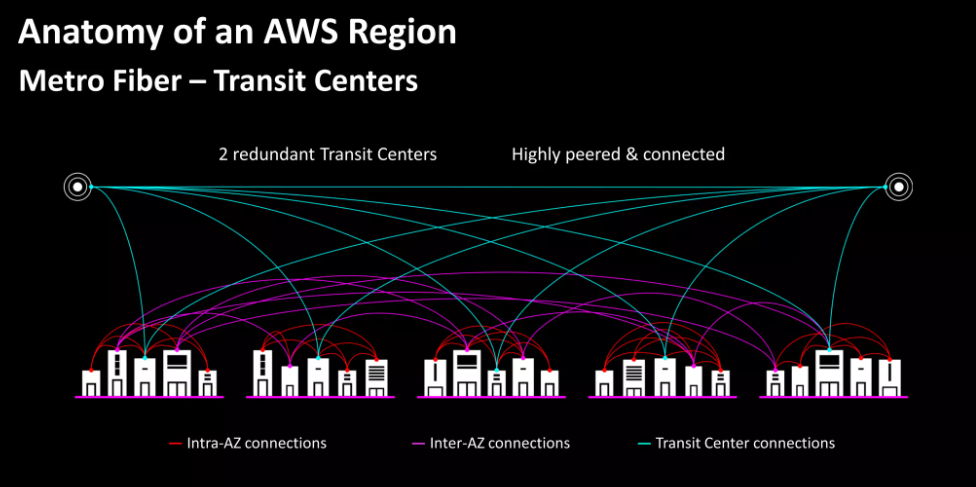 Anatomy of an AWS Region
Metro Fiber – Transit Centers
2 redundant Transit Centers
Highly peered & connected
Intra-AZ connections
Inter-AZ connections
Transit Center connections